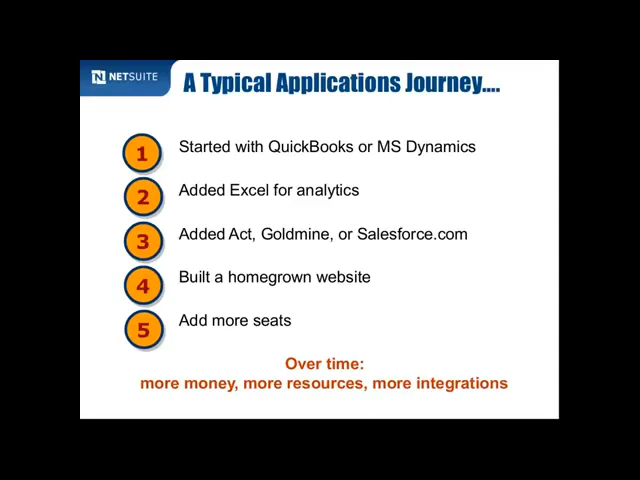 N NETSUITE
A Typical Applications Journey....
1 Started with QuickBooks or MS Dynamics
2 Added Excel for analytics
3 Added Act, Goldmine, or Salesforce.com
4 Built a homegrown website
5 Add more seats
Over time:
more money, more resources, more integrations